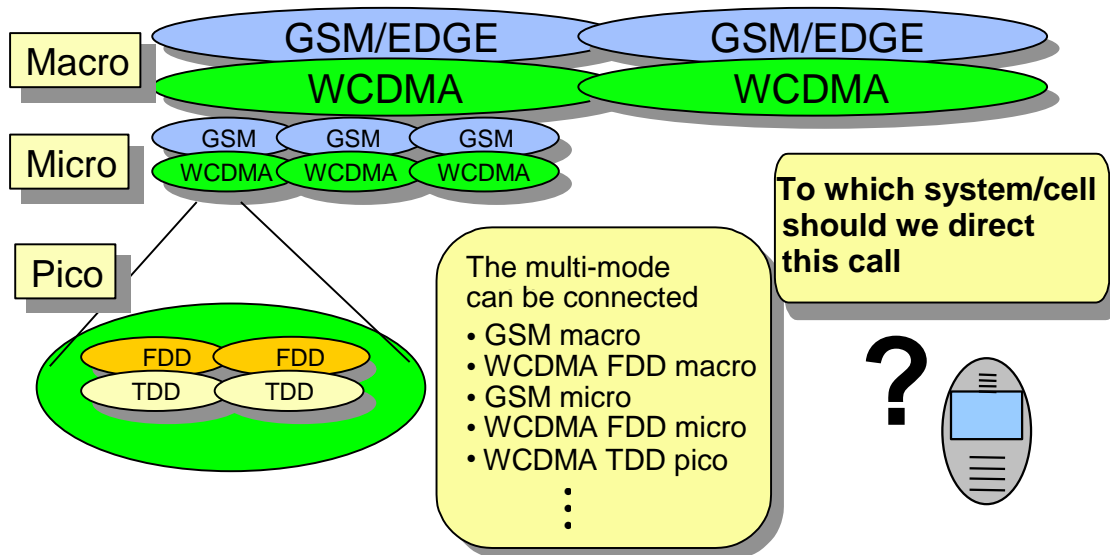 GSM/EDGE GSM/EDGE
Macro
WCDMA WCDMA
GSM GSM GSM
Micro
WCDMA WCDMA WCDMA
To which system/cell
should we direct
this call
Pico
The multi-mode
can be connected
• GSM macro
• WCDMA FDD macro
• GSM micro
• WCDMA FDD micro
• WCDMA TDD pico
FDD FDD
TDD TDD
?